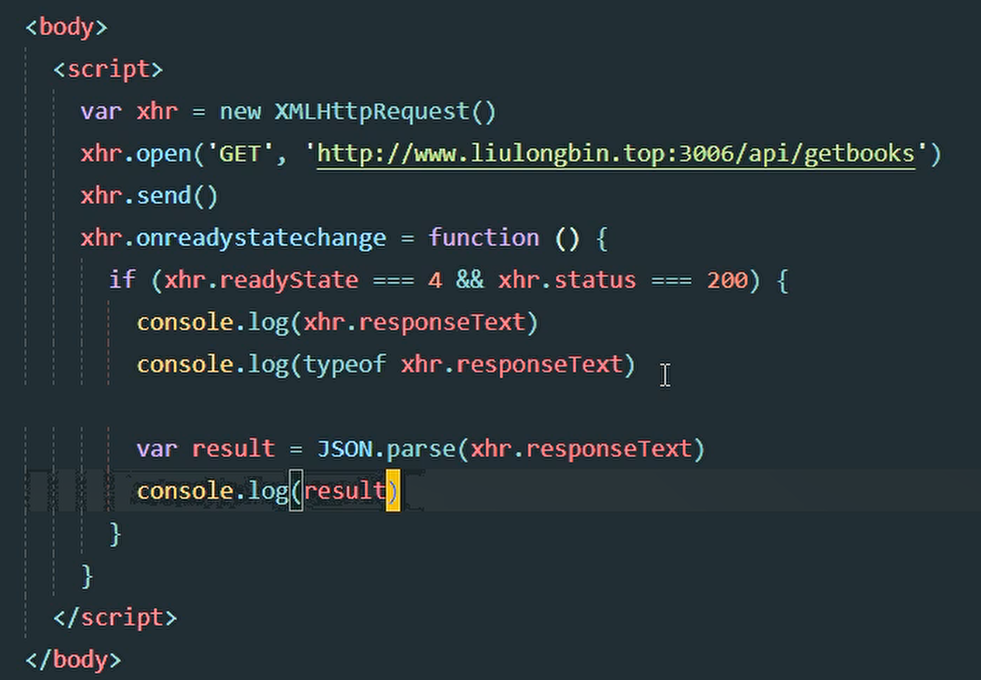 <body>
<script>
var xhr = new XMLHttpRequest()
xhr.open('GET', 'http://www.liulongbin.top:3006/api/getbooks')
xhr.send()
xhr.onreadystatechange = function () {
if (xhr.readyState === 4 && xhr.status === 200) {
console.log(xhr.responseText)
console.log(typeof xhr.responseText)
var result = JSON.parse(xhr.responseText)
console.log(result)
}
}
</script>
</body>